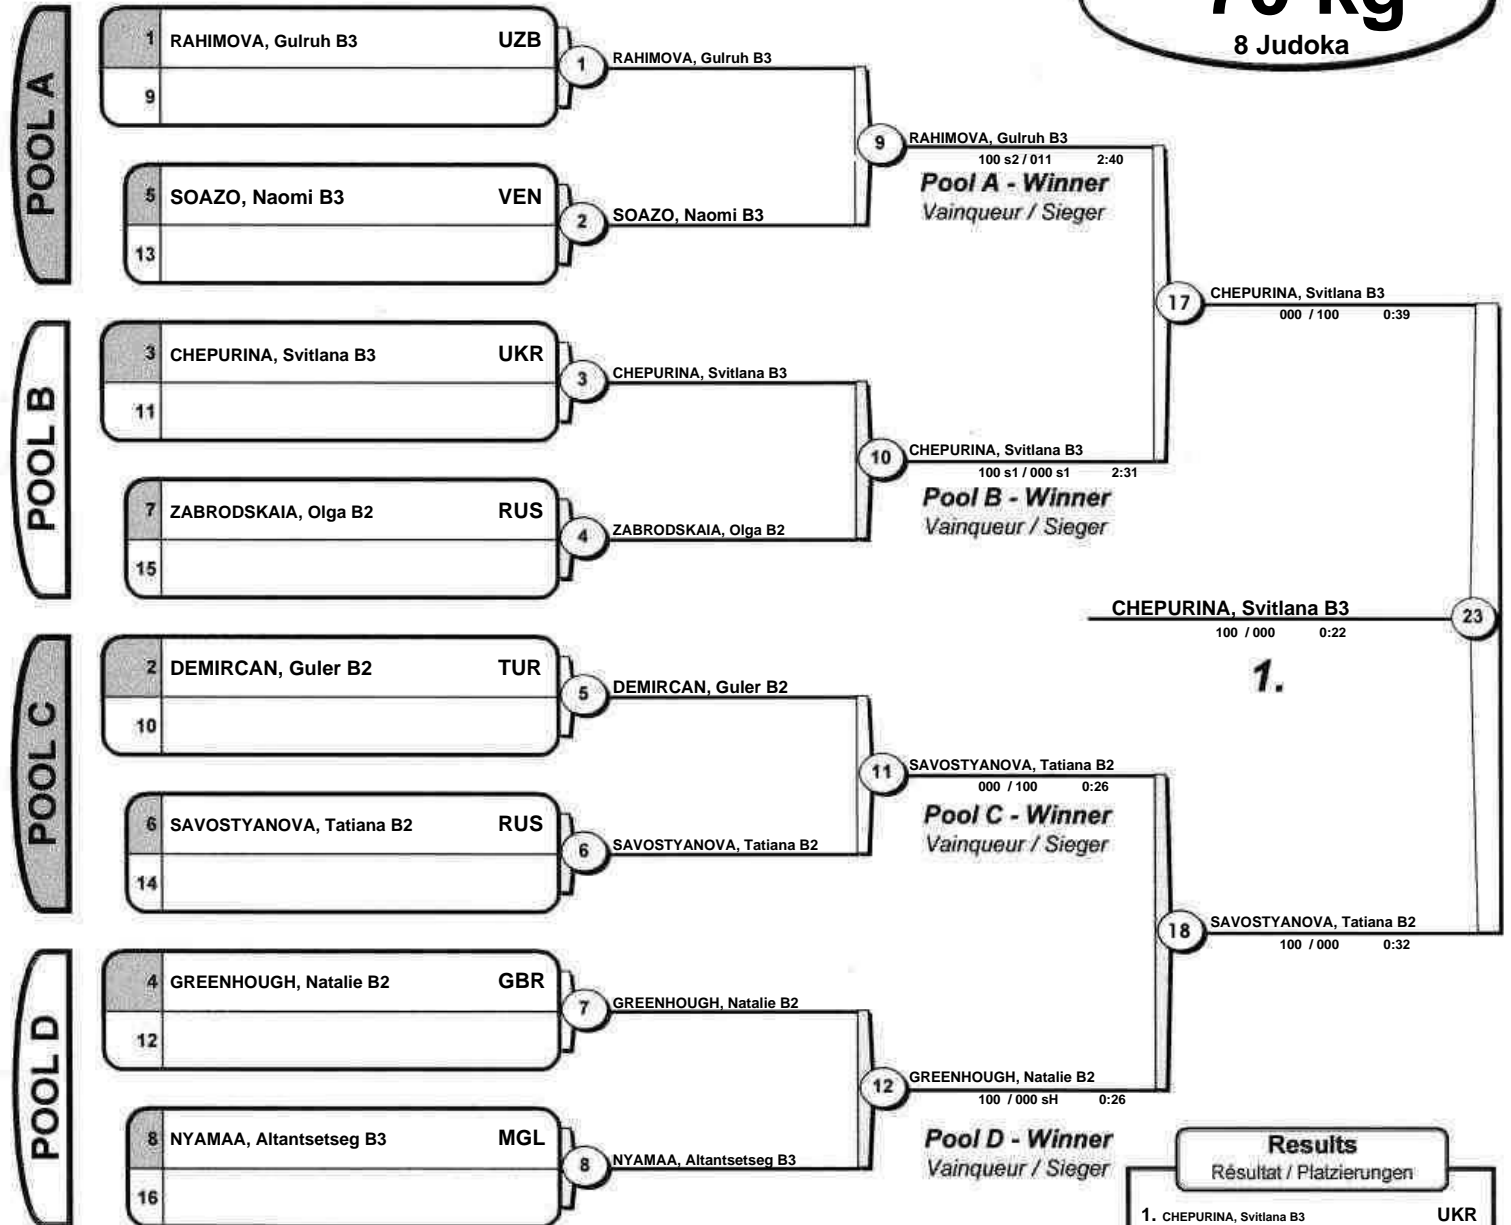 70 kg
8 Judoka
POOL A
1 RAHIMOVA, Gulruh B3 UZB
9
1 RAHIMOVA, Gulruh B3
5 SOAZO, Naomi B3 VEN
13
2 SOAZO, Naomi B3
9 RAHIMOVA, Gulruh B3
100 s2 / 011 2:40
Pool A - Winner
Vainqueur / Sieger
POOL B
3 CHEPURINA, Svitlana B3 UKR
11
3 CHEPURINA, Svitlana B3
7 ZABRODSKAIA, Olga B2 RUS
15
4 ZABRODSKAIA, Olga B2
10 CHEPURINA, Svitlana B3
100 s1 / 000 s1 2:31
Pool B - Winner
Vainqueur / Sieger
17 CHEPURINA, Svitlana B3
000 / 100 0:39
CHEPURINA, Svitlana B3 23
100 / 000 0:22
1.
POOL C
2 DEMIRCAN, Guler B2 TUR
10
5 DEMIRCAN, Guler B2
6 SAVOSTYANOVA, Tatiana B2 RUS
14
6 SAVOSTYANOVA, Tatiana B2
11 SAVOSTYANOVA, Tatiana B2
000 / 100 0:26
Pool C - Winner
Vainqueur / Sieger
18 SAVOSTYANOVA, Tatiana B2
100 / 000 0:32
POOL D
4 GREENHOUGH, Natalie B2 GBR
12
7 GREENHOUGH, Natalie B2
8 NYAMAA, Altantsetseg B3 MGL
16
8 NYAMAA, Altantsetseg B3
12 GREENHOUGH, Natalie B2
100 / 000 sH 0:26
Pool D - Winner
Vainqueur / Sieger
Results
Résultat / Platzierungen
1. CHEPURINA, Svitlana B3 UKR